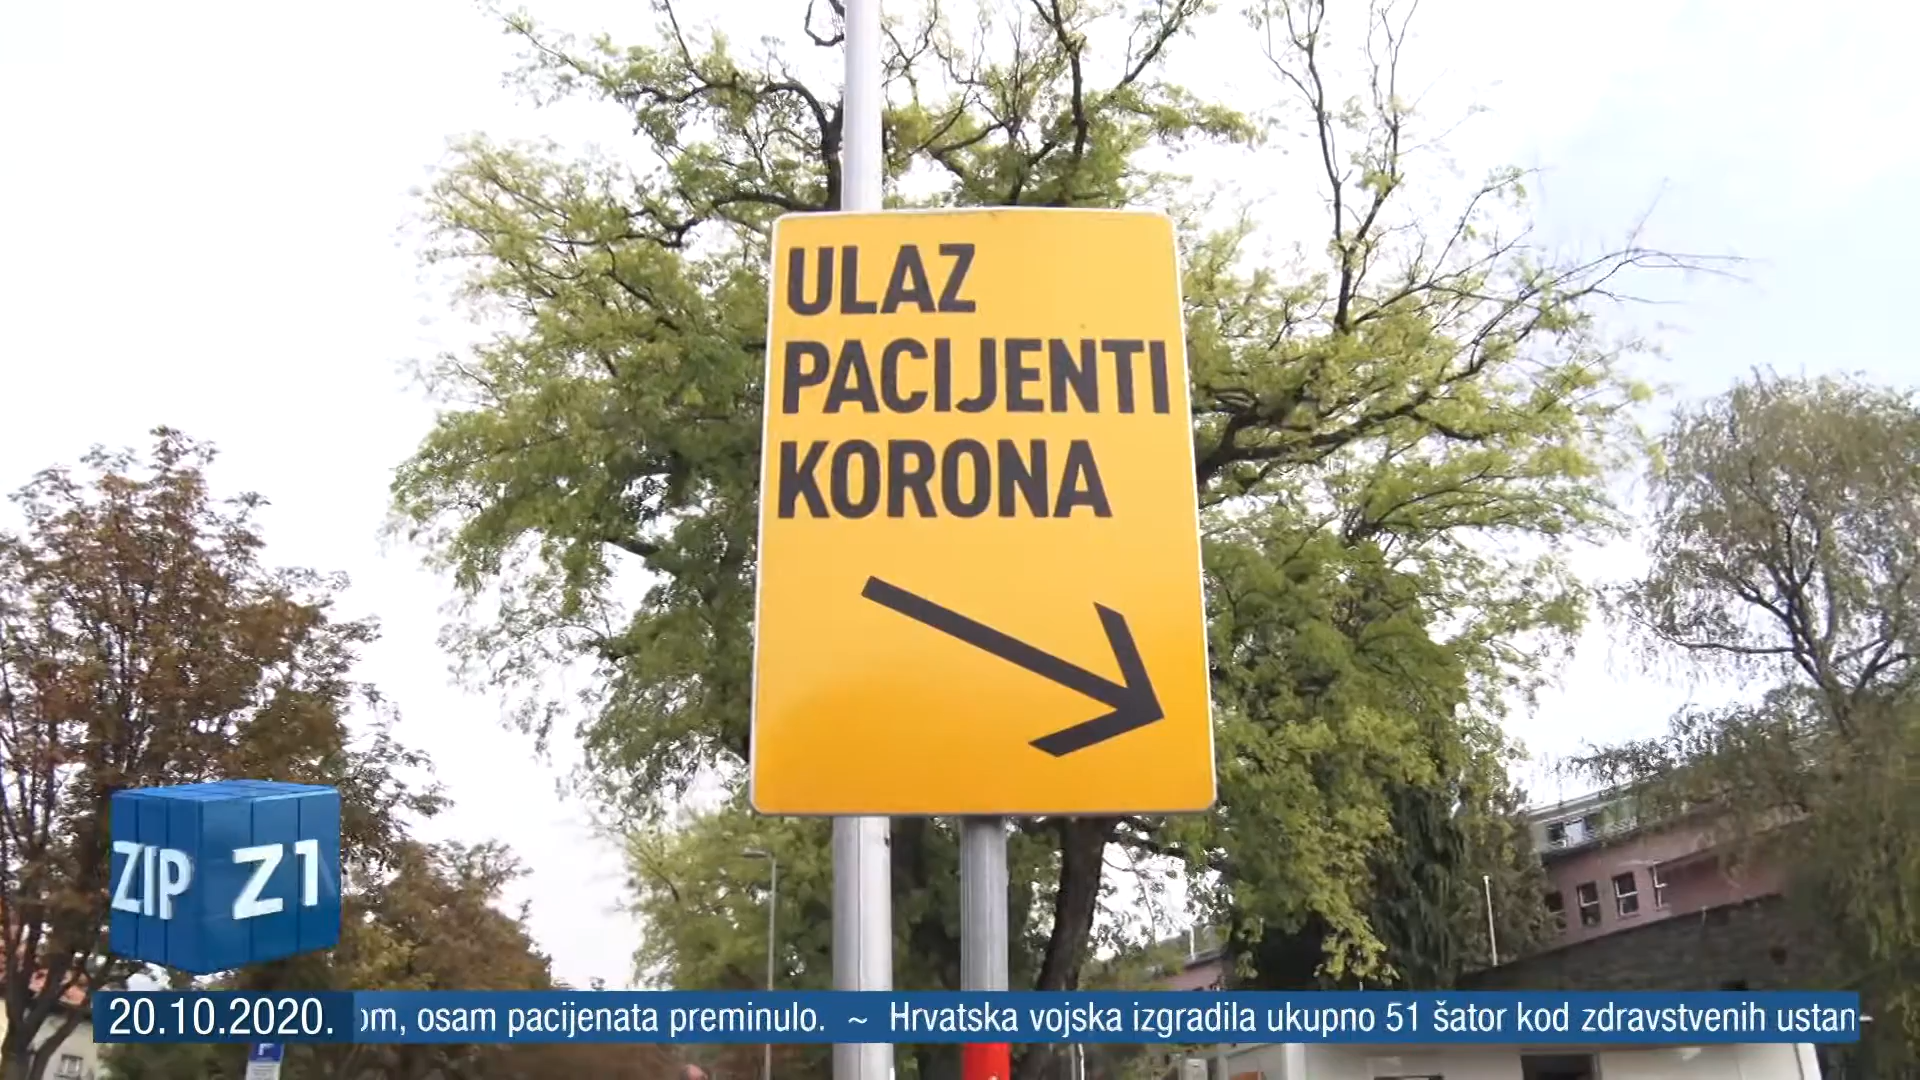 ULAZ
PACIJENTI
KORONA
ZIP Z1
20.10.2020. om, osam pacijenata preminulo. ~ Hrvatska vojska izgradila ukupno 51 šator kod zdravstvenih ustan